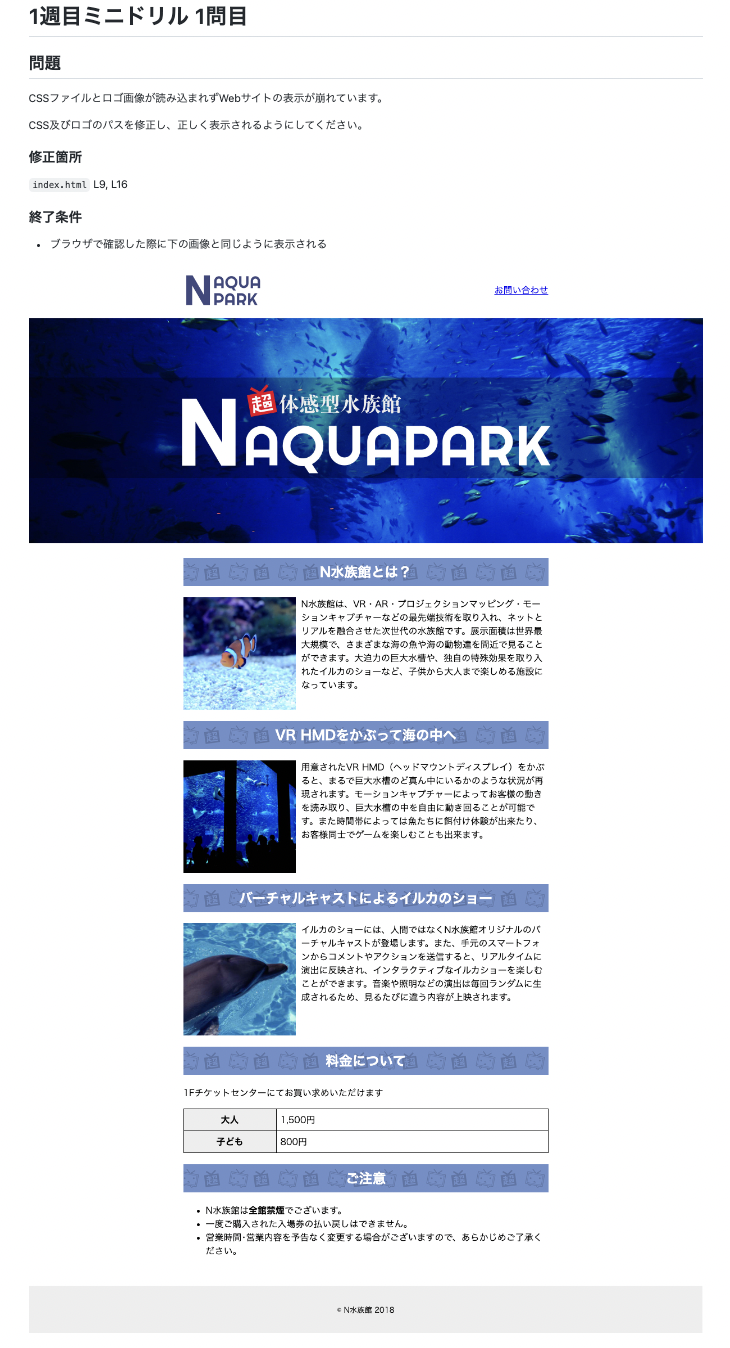 1週目ミニドリル 1問目
問題
CSSファイルとロゴ画像が読み込まれずWebサイトの表示が崩れています。
CSS及びロゴのパスを修正し、正しく表示されるようにしてください。
修正箇所
index.html L9, L16
終了条件
• ブラウザで確認した際に下の画像と同じように表示される
N AQUA
PARK
お問い合わせ
超体感型水族館
NAQUAPARK
N水族館とは？
N水族館は、VR・AR・プロジェクションマッピング・モー
ションキャプチャーなどの最先端技術を取り入れ、ネットと
リアルを融合させた次世代の水族館です。展示面積は世界最
大規模で、さまざまな海の魚や海の動物達を間近で見ること
ができます。大迫力の巨大水槽や、独自の特殊効果を取り入
れたイルカのショーなど、子供から大人まで楽しめる施設に
なっています。
VR HMDをかぶって海の中へ
用意されたVR HMD（ヘッドマウントディスプレイ）をかぶ
ると、まるで巨大水槽のど真ん中にいるかのような状況が再
現されます。モーションキャプチャーによってお客様の動き
を読み取り、巨大水槽の中を自由に動き回ることが可能で
す。また時間帯によっては魚たちに餌付け体験が出来たり、
お客様同士でゲームを楽しむことも出来ます。
バーチャルキャストによるイルカのショー
イルカのショーには、人間ではなくN水族館オリジナルのバ
ーチャルキャストが登場します。また、手元のスマートフォ
ンからコメントやアクションを送信すると、リアルタイムに
演出に反映され、インタラクティブなイルカショーを楽しむ
ことができます。音楽や照明などの演出は毎回ランダムに生
成されるため、見るたびに違う内容が上映されます。
料金について
1Fチケットセンターにてお買い求めいただけます
大人 1,500円
子ども 800円
ご注意
• N水族館は全館禁煙でございます。
• 一度ご購入された入場券の払い戻しはできません。
• 営業時間･営業内容を予告なく変更する場合がございますので、あらかじめご了承く
ださい。
© N水族館 2018